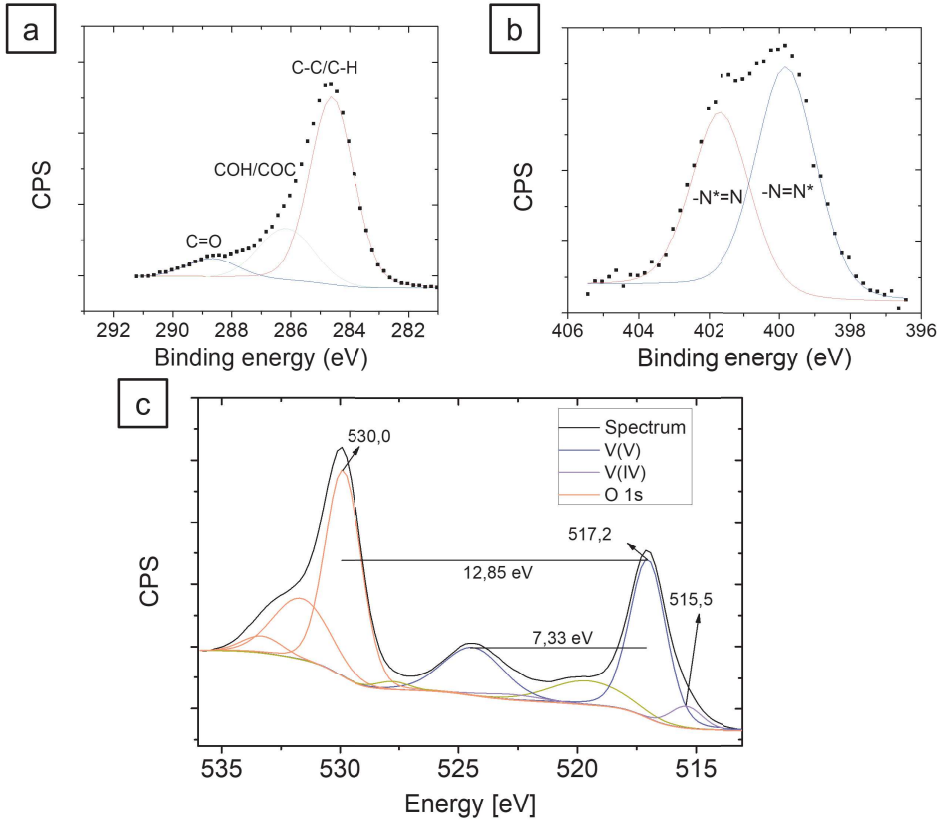 a
C-C/C-H
COH/COC
C=O
CPS
292 290 288 286 284 282
Binding energy (eV)
b
-N*=N
-N=N*
CPS
406 404 402 400 398 396
Binding energy (eV)
c
530,0
Spectrum
V(V)
V(IV)
O 1s
517,2
12,85 eV
515,5
7,33 eV
CPS
535 530 525 520 515
Energy [eV]